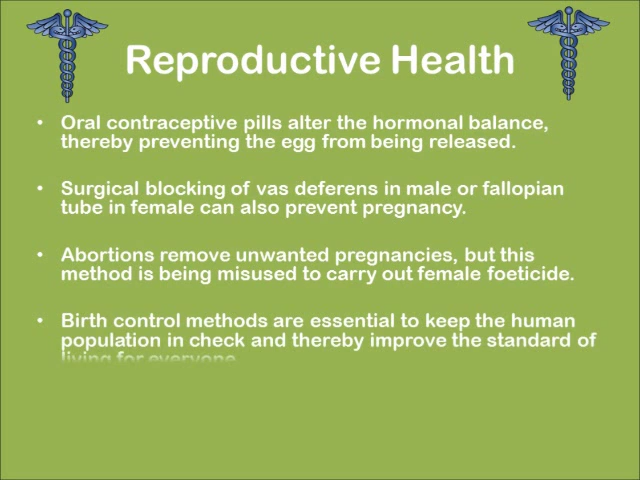 Reproductive Health
• Oral contraceptive pills alter the hormonal balance,
thereby preventing the egg from being released.
• Surgical blocking of vas deferens in male or fallopian
tube in female can also prevent pregnancy.
• Abortions remove unwanted pregnancies, but this
method is being misused to carry out female foeticide.
• Birth control methods are essential to keep the human
population in check and thereby improve the standard of
living for everyone